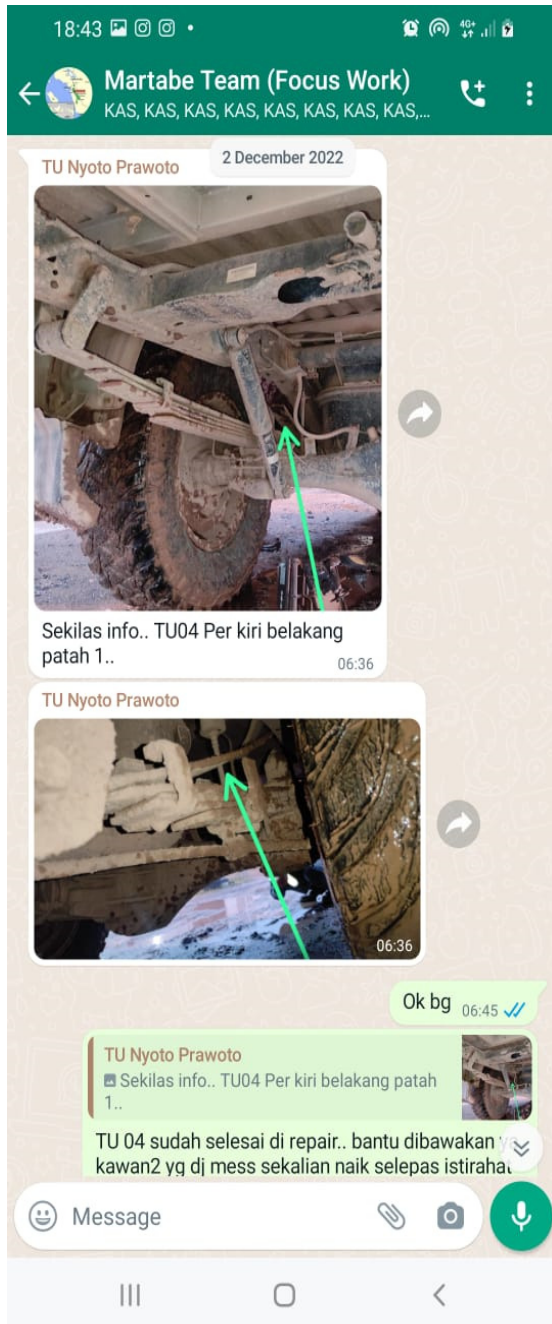 18:43
4G+
Martabe Team (Focus Work)
KAS, KAS, KAS, KAS, KAS, KAS, KAS, KAS,...
2 December 2022
TU Nyoto Prawoto
Sekilas info.. TU04 Per kiri belakang
patah 1..
06:36
TU Nyoto Prawoto
06:36
Ok bg
06:45
TU Nyoto Prawoto
Sekilas info.. TU04 Per kiri belakang patah
1..
TU 04 sudah selesai di repair.. bantu dibawakan
kawan2 yg dj mess sekalian naik selepas istirahat
Message